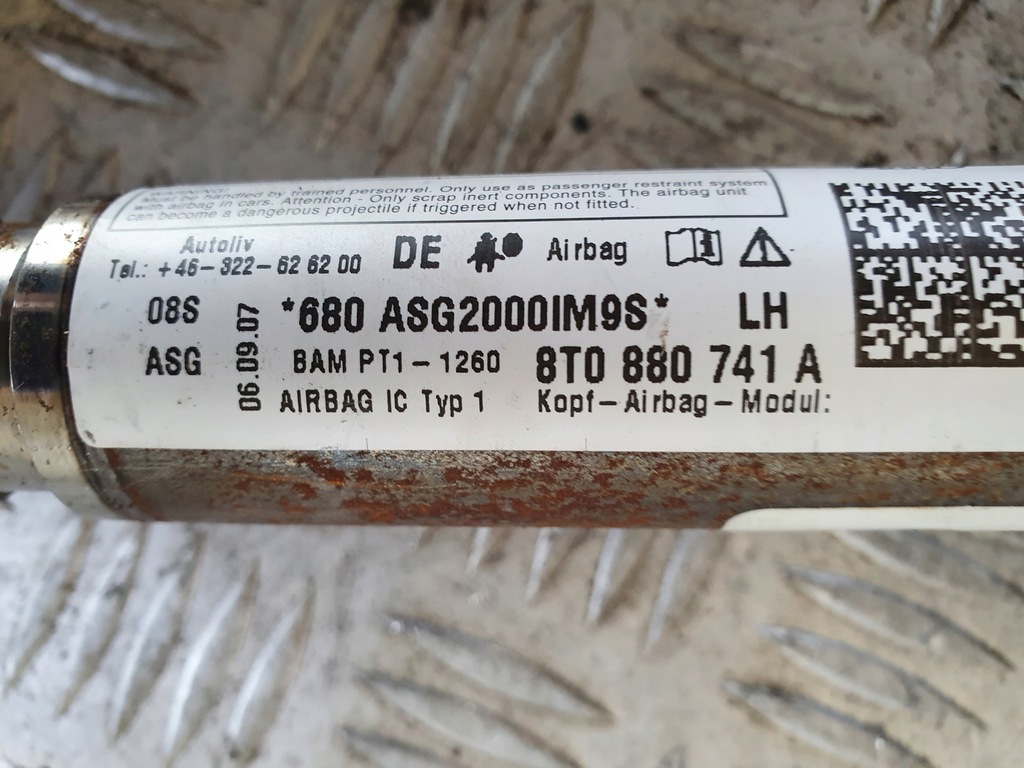 WARNING:
Must be handled by trained personnel. Only use as passenger restraint system
with airbag in cars. Attention - Only scrap inert components. The airbag unit
can become a dangerous projectile if triggered when not fitted.
Autoliv
Tel.: +46-322-62 62 00
DE
Airbag
08S
ASG
06.09.07
*680 ASG2000IM9S*
LH
BAM PT1-1260
8T0 880 741 A
AIRBAG IC Typ 1
Kopf-Airbag-Modul: